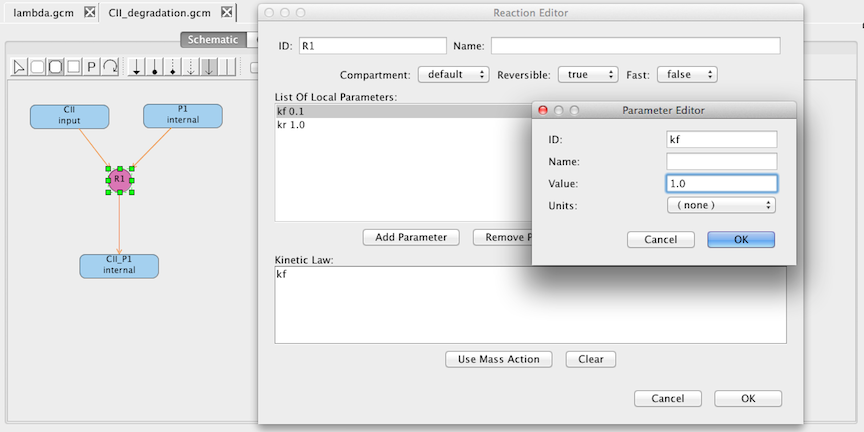 lambda.gcm CII_degradation.gcm
Schematic
P
CII
input
P1
internal
R1
CII_P1
internal
Reaction Editor
ID: R1 Name:
Compartment: default Reversible: true Fast: false
List Of Local Parameters:
kf 0.1
kr 1.0
Add Parameter Remove P
Kinetic Law:
kf
Use Mass Action Clear
Cancel OK
Parameter Editor
ID: kf
Name:
Value: 1.0
Units: ( none )
Cancel OK